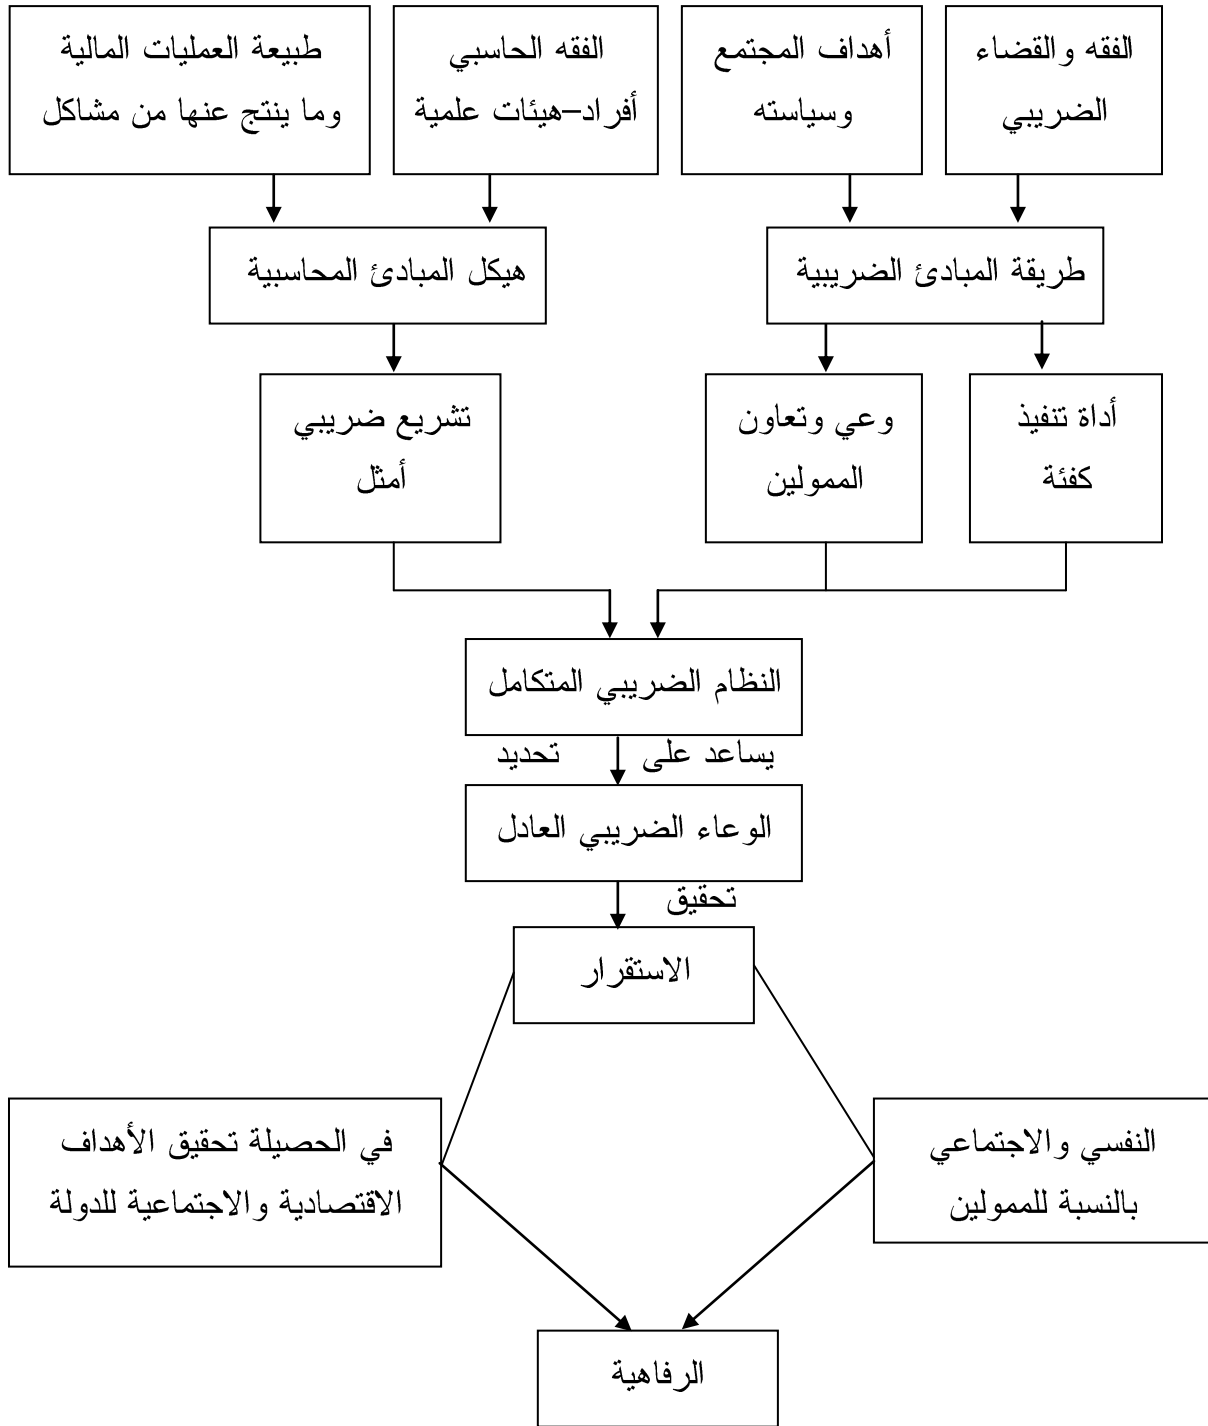 الفقه والقضاء
الضريبي
أهداف المجتمع
وسياسته
الفقه الحاسبي
أفراد–هيئات علمية
طبيعة العمليات المالية
وما ينتج عنها من مشاكل
طريقة المبادئ الضريبية
هيكل المبادئ المحاسبية
أداة تنفيذ
كفئة
وعي وتعاون
الممولين
تشريع ضريبي
أمثل
النظام الضريبي المتكامل
يساعد على تحديد
الوعاء الضريبي العادل
تحقيق
الاستقرار
النفسي والاجتماعي
بالنسبة للممولين
في الحصيلة تحقيق الأهداف
الاقتصادية والاجتماعية للدولة
الرفاهية